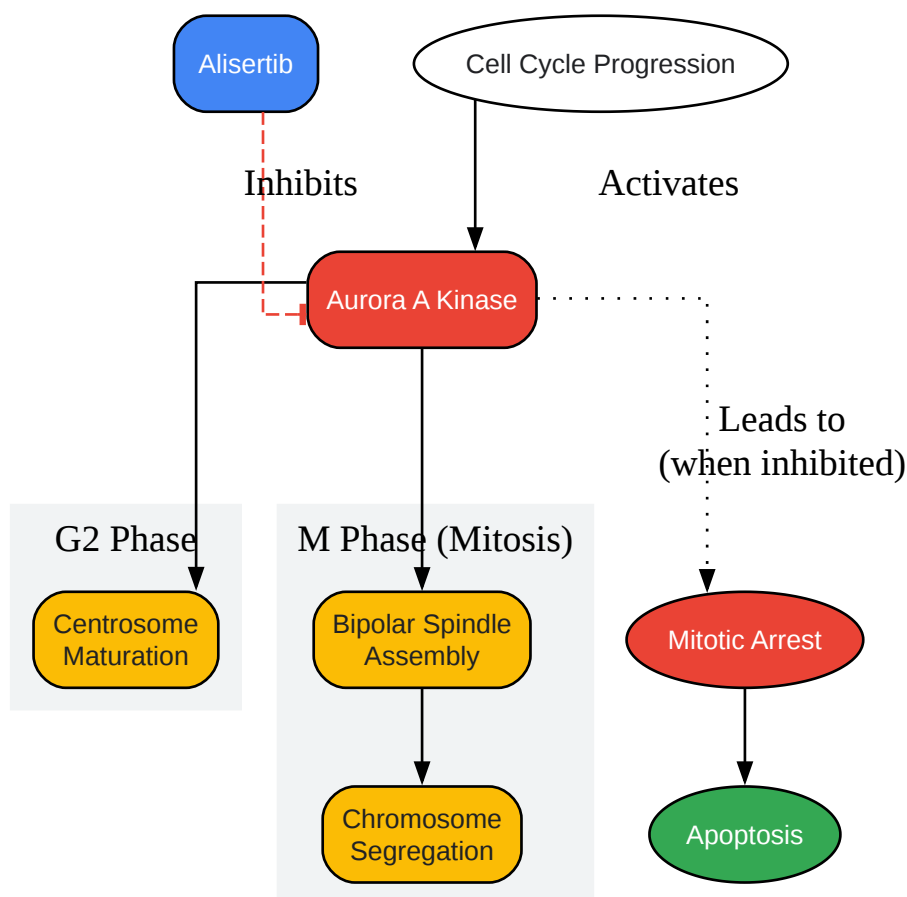 Alisertib
Cell Cycle Progression
Inhibits
Activates
Aurora A Kinase
Leads to
(when inhibited)
G2 Phase
M Phase (Mitosis)
Centrosome
Maturation
Bipolar Spindle
Assembly
Mitotic Arrest
Chromosome
Segregation
Apoptosis